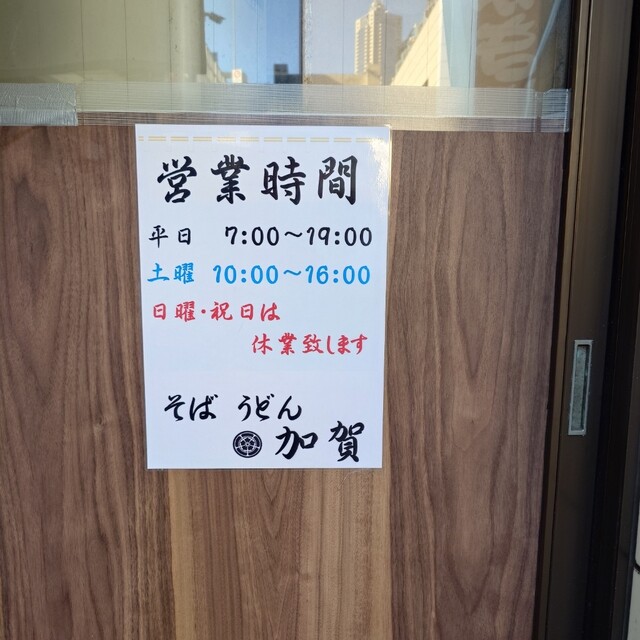 営業時間
平日 7:00～19:00
土曜 10:00～16:00
日曜・祝日は
休業致します
そば うどん
加賀